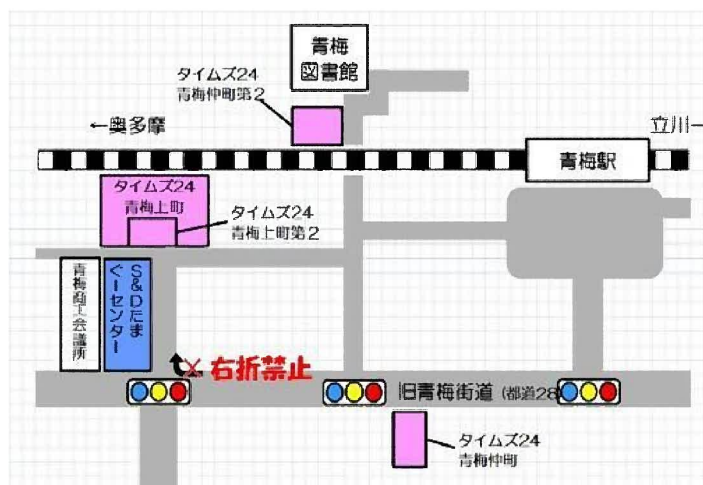 青梅
図書館
タイムズ24
青梅仲町第2
←奥多摩
立川→
青梅駅
タイムズ24
青梅上町
タイムズ24
青梅上町第2
青梅商工会議所
S&Dたま
ぐーセンター
右折禁止
旧青梅街道 (都道28
タイムズ24
青梅仲町